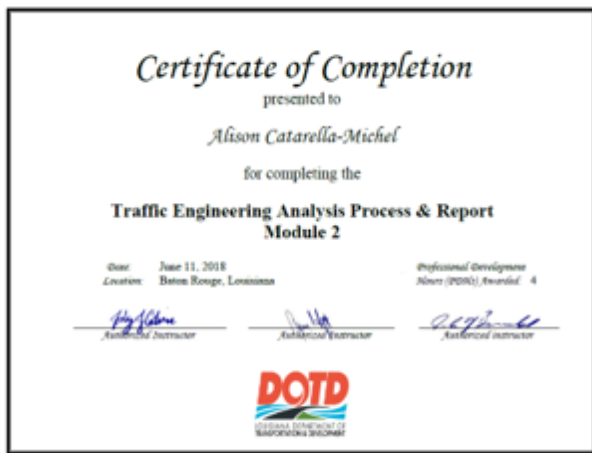 Certificate of Completion
presented to
Alison Catarella-Michel
for completing the
Traffic Engineering Analysis Process & Report
Module 2
Date: June 11, 2018
Location: Baton Rouge, Louisiana
Professional Development
Hours (PDHs) Awarded: 4
Authorized Instructor
Authorized Instructor
Authorized Instructor
DOTD
LOUISIANA DEPARTMENT OF
TRANSPORTATION & DEVELOPMENT